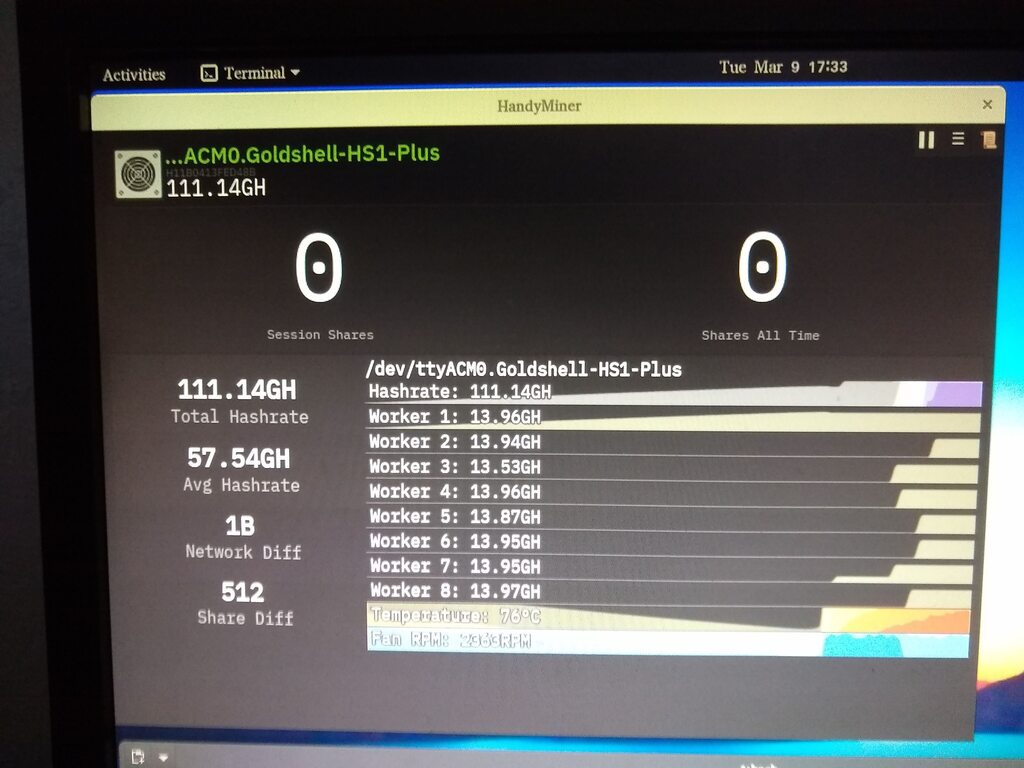 Activities
Terminal
Tue Mar 9 17:33
HandyMiner
...ACM0.Goldshell-HS1-Plus
111.14GH
0
Session Shares
0
Shares All Time
111.14GH
Total Hashrate
57.54GH
Avg Hashrate
1B
Network Diff
512
Share Diff
/dev/ttyACM0.Goldshell-HS1-Plus
Hashrate: 111.14GH
Worker 1: 13.96GH
Worker 2: 13.94GH
Worker 3: 13.53GH
Worker 4: 13.96GH
Worker 5: 13.87GH
Worker 6: 13.95GH
Worker 7: 13.95GH
Worker 8: 13.97GH
Temperature: 76°C
Fan RPM: 2363RPM